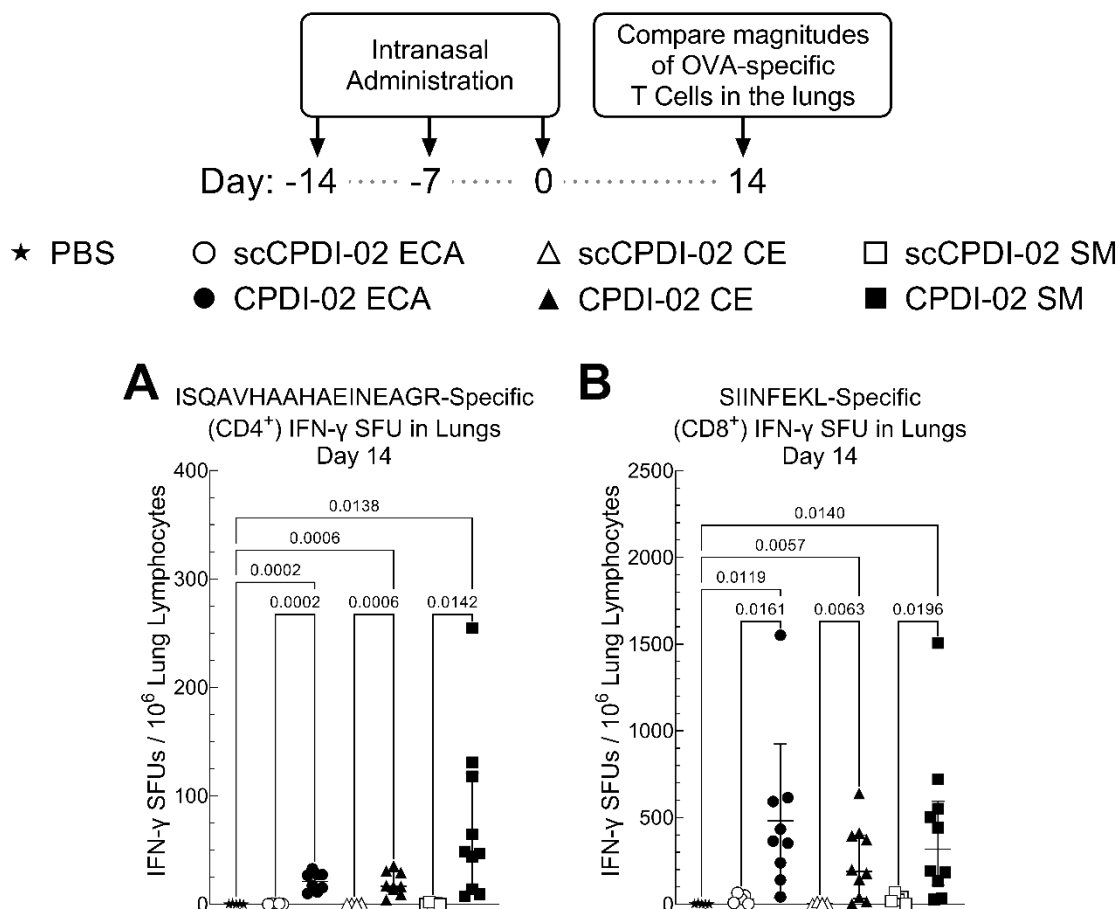 Intranasal
Administration
Compare magnitudes
of OVA-specific
T Cells in the lungs
Day: -14 -7 0 14
★ PBS ○ scCPDI-02 ECA △ scCPDI-02 CE □ scCPDI-02 SM
● CPDI-02 ECA ▲ CPDI-02 CE ■ CPDI-02 SM
A
ISQAVHAAHAEINEAGR-Specific
(CD4⁺) IFN-γ SFU in Lungs
Day 14
IFN-γ SFUs / 10⁶ Lung Lymphocytes
400
300
200
100
0
0.0138
0.0006
0.0002
0.0002 0.0006 0.0142
B
SIINFEKL-Specific
(CD8⁺) IFN-γ SFU in Lungs
Day 14
IFN-γ SFUs / 10⁶ Lung Lymphocytes
2500
2000
1500
1000
500
0
0.0140
0.0057
0.0119
0.0161 0.0063 0.0196